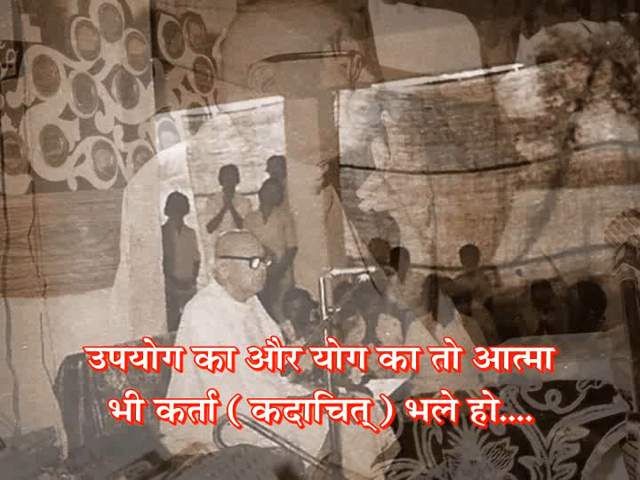 उपयोग का और योग का तो आत्मा
भी कर्ता ( कदाचित् ) भले हो....